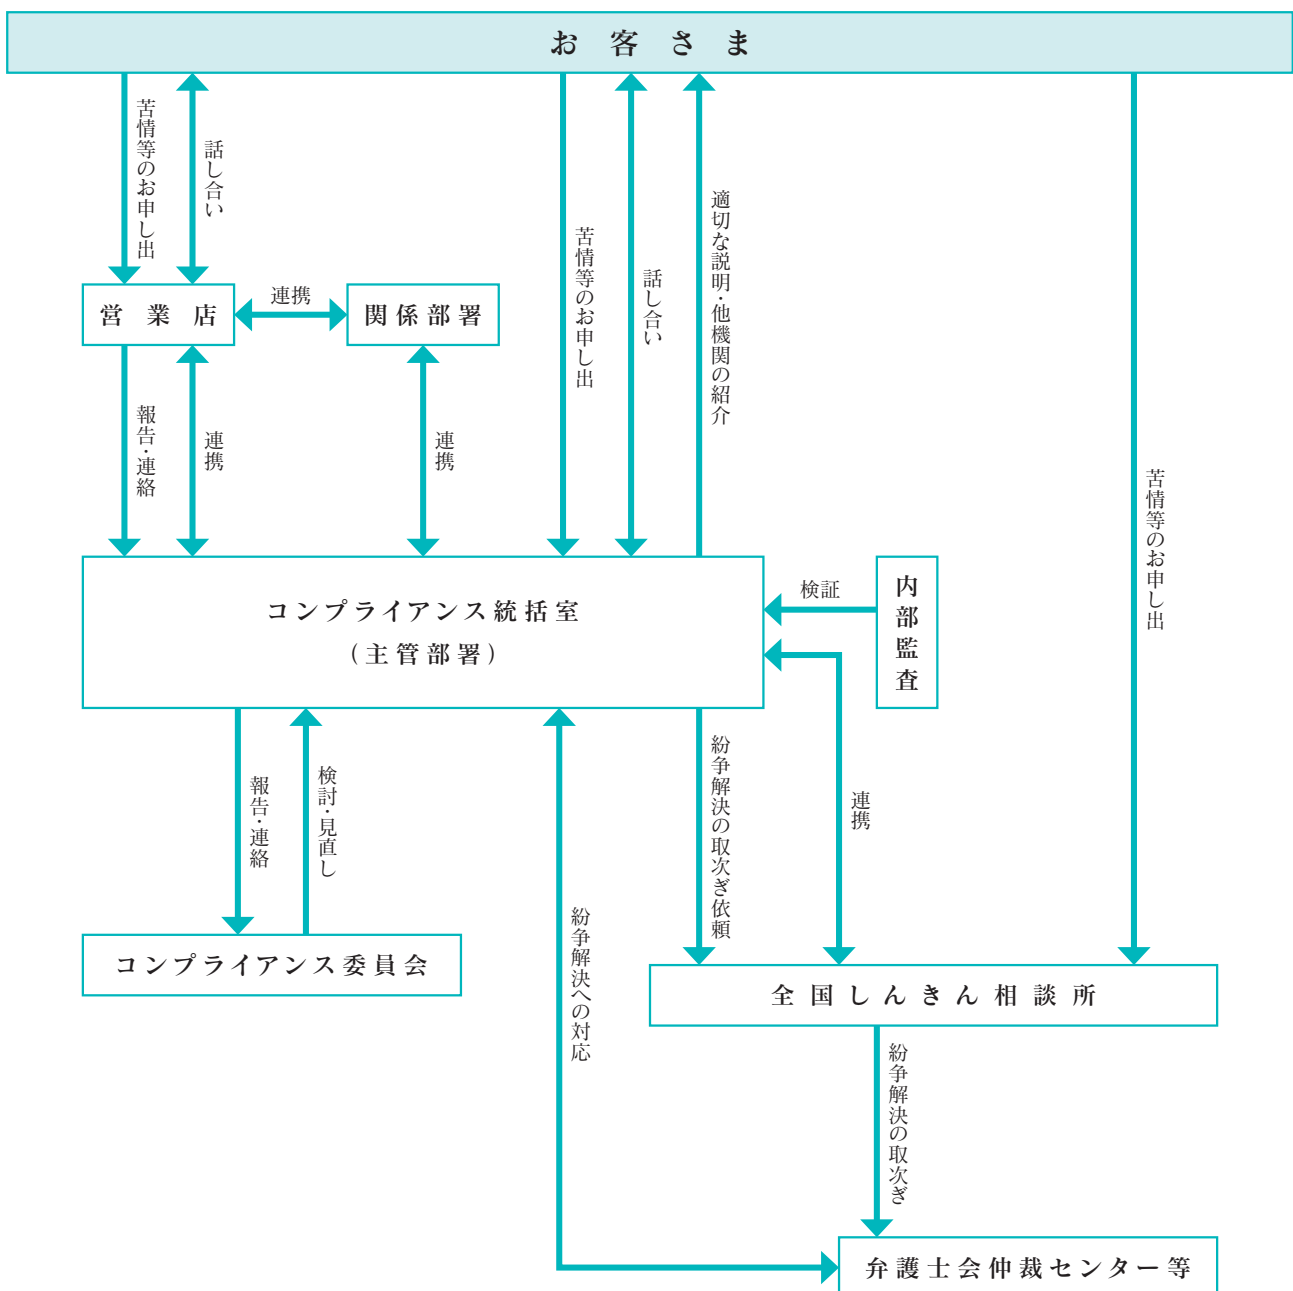 お客さま
苦情等のお申し出
話し合い
苦情等のお申し出
話し合い
適切な説明・他機関の紹介
苦情等のお申し出
営業店
連携
関係部署
報告・連絡
連携
連携
コンプライアンス統括室
(主管部署)
検証
内部監査
報告・連絡
検討・見直し
紛争解決への対応
紛争解決の取次ぎ依頼
連携
コンプライアンス委員会
全国しんきん相談所
紛争解決の取次ぎ
弁護士会仲裁センター等